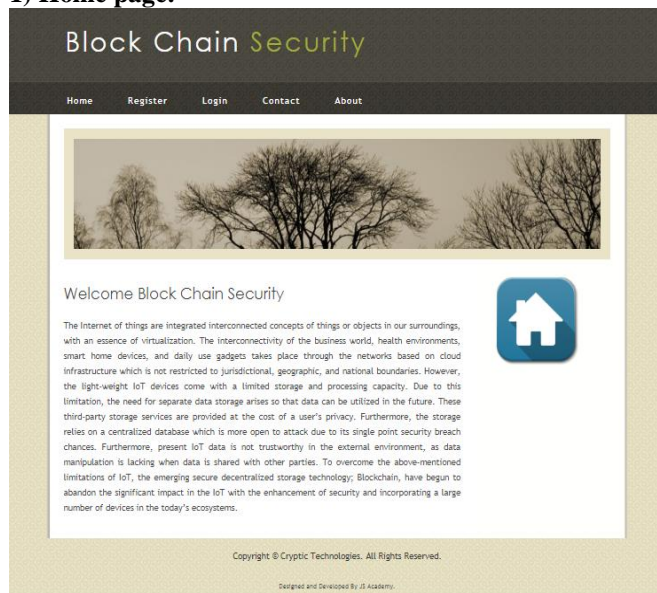 1) Home page:
Block Chain Security
Home Register Login Contact About
Welcome Block Chain Security
The Internet of things are integrated interconnected concepts of things or objects in our surroundings,
with an essence of virtualization. The interconnectivity of the business world, health environments,
smart home devices, and daily use gadgets takes place through the networks based on cloud
infrastructure which is not restricted to jurisdictional, geographic, and national boundaries. However,
the light-weight IoT devices come with a limited storage and processing capacity. Due to this
limitation, the need for separate data storage arises so that data can be utilized in the future. These
third-party storage services are provided at the cost of a user's privacy. Furthermore, the storage
relies on a centralized database which is more open to attack due to its single point security breach
chances. Furthermore, present IoT data is not trustworthy in the external environment, as data
manipulation is lacking when data is shared with other parties. To overcome the above-mentioned
limitations of IoT, the emerging secure decentralized storage technology; Blockchain, have begun to
abandon the significant impact in the IoT with the enhancement of security and incorporating a large
number of devices in the today's ecosystems.
Copyright © Cryptic Technologies. All Rights Reserved.
Designed and Developed By JS Academy.